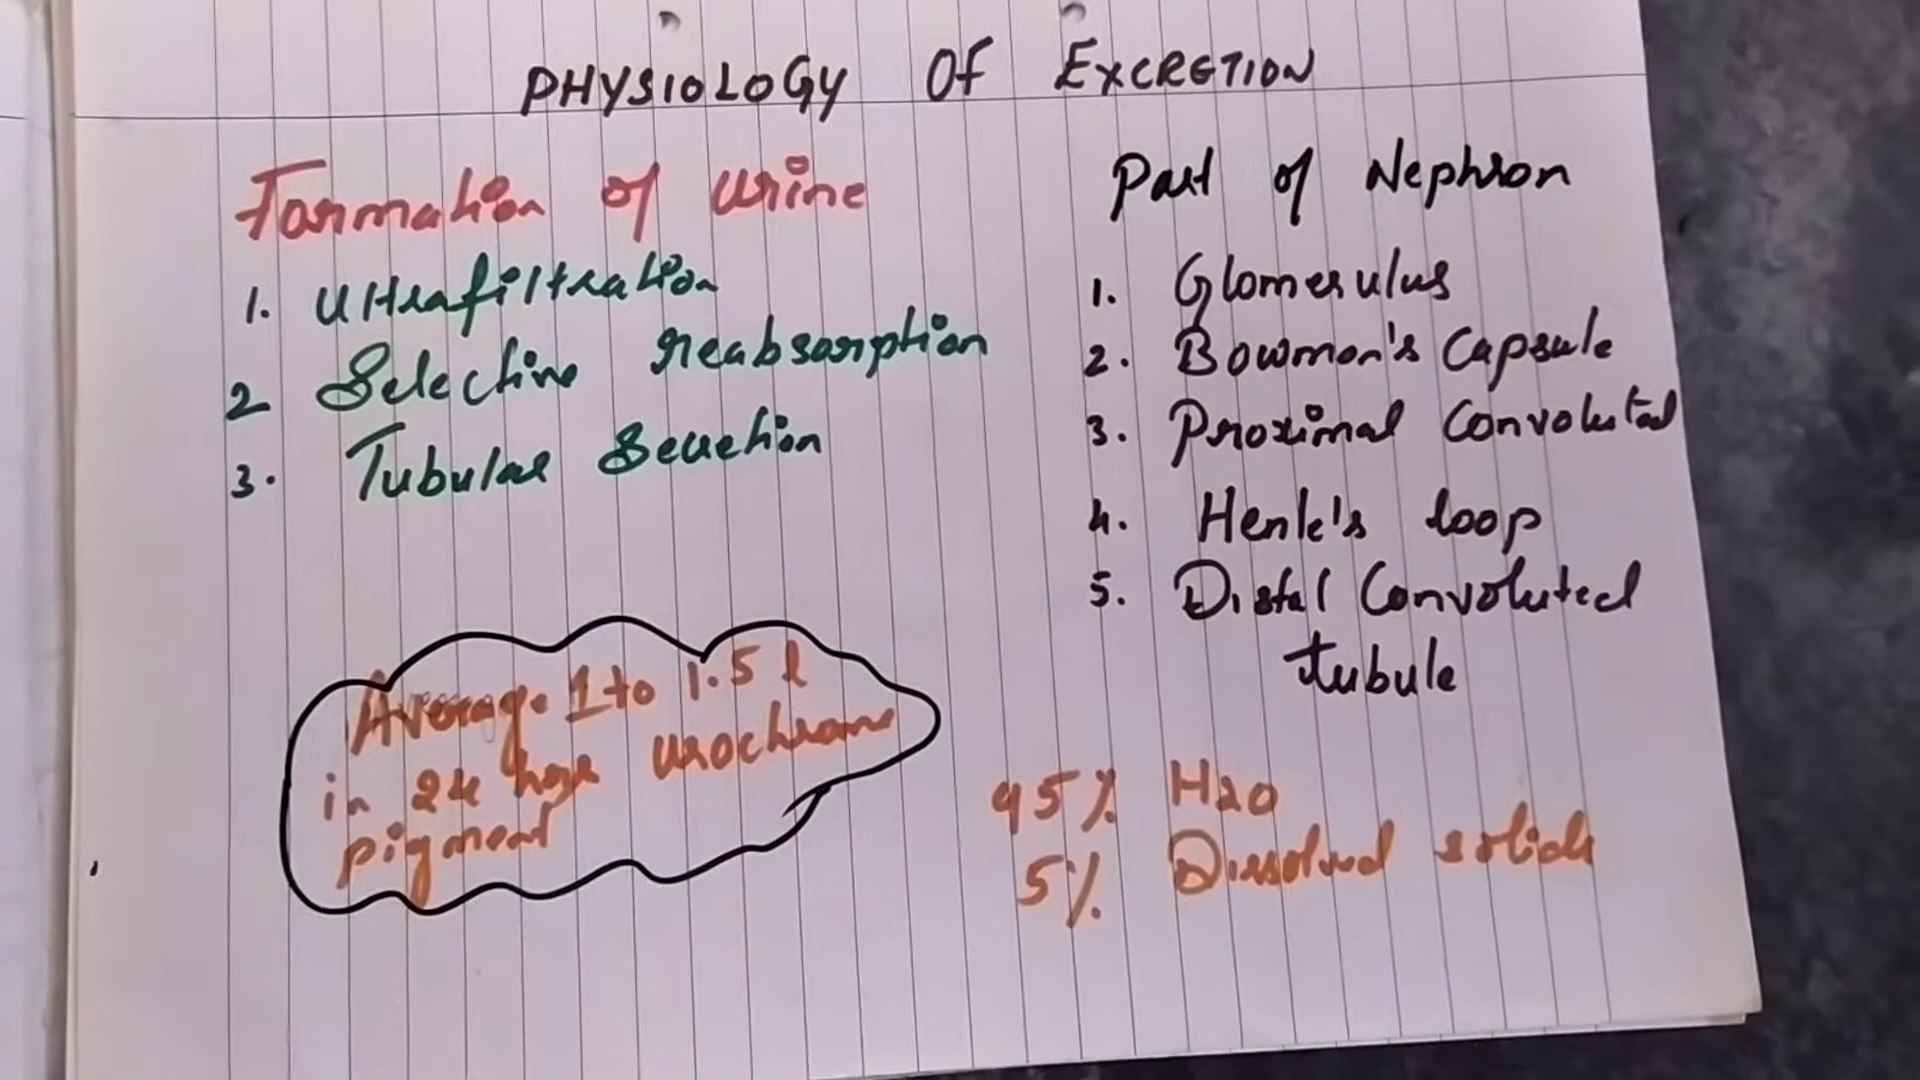 PHYSIOLOGY OF EXCRETION
Formation of urine
1. Ultrafiltration
2 Selective reabsorption
3. Tubular Secretion
Average 1 to 1.5 l
in 24 hrs urochrome
pigment
Part of Nephron
1. Glomerulus
2. Bowman's Capsule
3. Proximal Convoluted
4. Henle's loop
5. Distal Convoluted
tubule
95% H2O
5% Dissolved solids